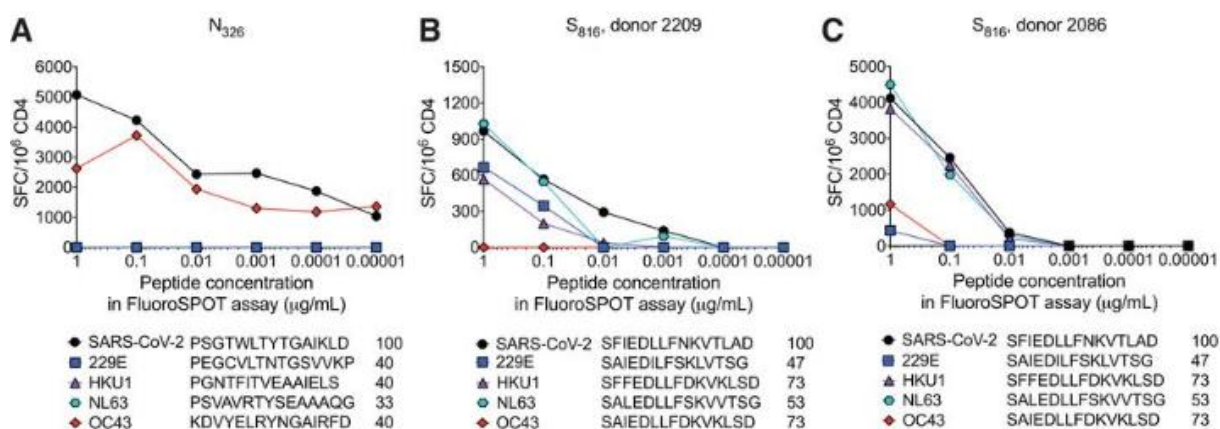 A N326
6000
5000
4000
3000
2000
1000
0
SFC/10⁶ CD4
1 0.1 0.01 0.001 0.0001 0.00001
Peptide concentration
in FluoroSPOT assay (μg/mL)
SARS-CoV-2 PSGTWLTYTGAIKLD 100
229E PEGCVLTNTGSVVKP 40
HKU1 PGNTFITVEAAIELS 40
NL63 PSVAVRTYSEAAAQG 33
OC43 KDVYELRYNGAIRFD 40
B S816, donor 2209
1500
1200
900
600
300
0
SFC/10⁶ CD4
1 0.1 0.01 0.001 0.0001 0.00001
Peptide concentration
in FluoroSPOT assay (μg/mL)
SARS-CoV-2 SFIEDLLFNKVTLAD 100
229E SAIEDILFSKLVTSG 47
HKU1 SFFEDLLFDKVKLSD 73
NL63 SALEDLLFSKVVTSG 53
OC43 SAIEDLLFDKVKLSD 73
C S816, donor 2086
5000
4000
3000
2000
1000
0
SFC/10⁶ CD4
1 0.1 0.01 0.001 0.0001 0.00001
Peptide concentration
in FluoroSPOT assay (μg/mL)
SARS-CoV-2 SFIEDLLFNKVTLAD 100
229E SAIEDILFSKLVTSG 47
HKU1 SFFEDLLFDKVKLSD 73
NL63 SALEDLLFSKVVTSG 53
OC43 SAIEDLLFDKVKLSD 73